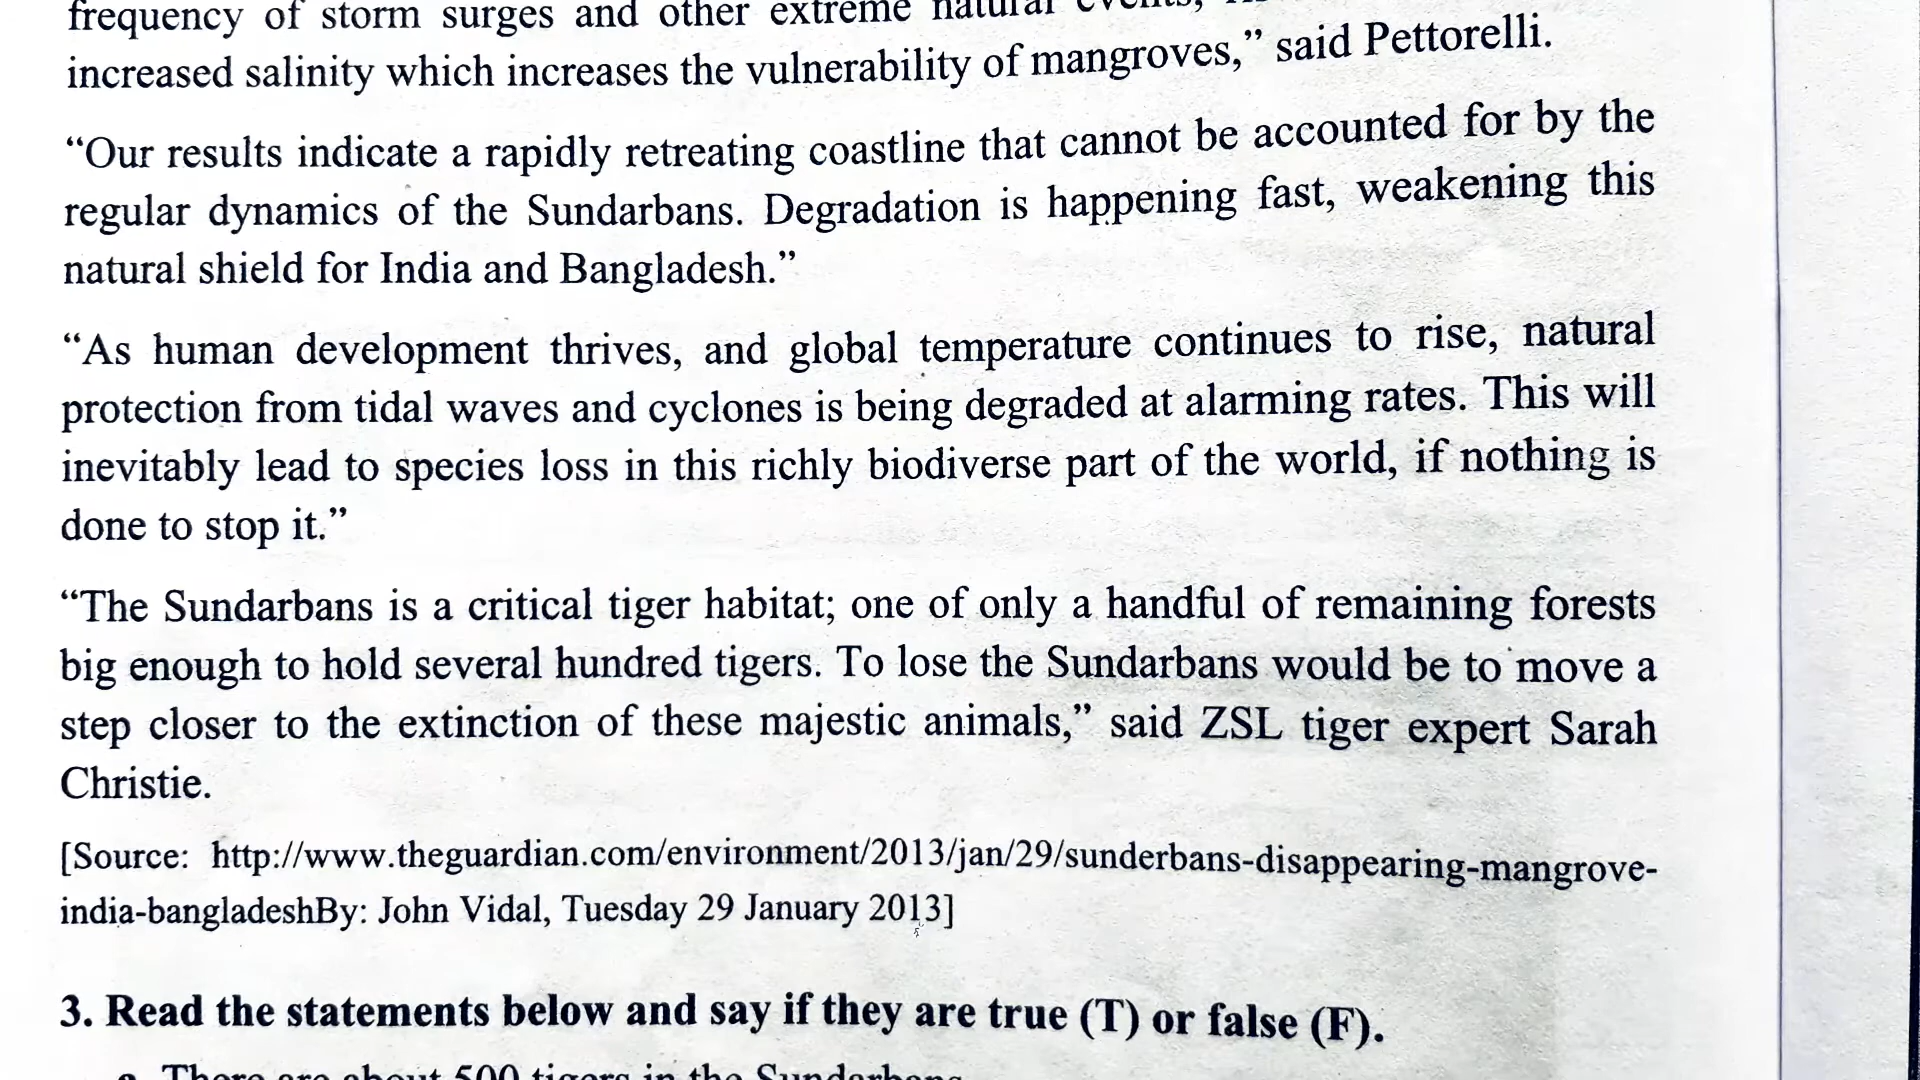 frequency of storm surges and other extreme natural events,
increased salinity which increases the vulnerability of mangroves,” said Pettorelli.
“Our results indicate a rapidly retreating coastline that cannot be accounted for by the
regular dynamics of the Sundarbans. Degradation is happening fast, weakening this
natural shield for India and Bangladesh.”
“As human development thrives, and global temperature continues to rise, natural
protection from tidal waves and cyclones is being degraded at alarming rates. This will
inevitably lead to species loss in this richly biodiverse part of the world, if nothing is
done to stop it.”
“The Sundarbans is a critical tiger habitat; one of only a handful of remaining forests
big enough to hold several hundred tigers. To lose the Sundarbans would be to move a
step closer to the extinction of these majestic animals,” said ZSL tiger expert Sarah
Christie.
[Source: http://www.theguardian.com/environment/2013/jan/29/sunderbans-disappearing-mangrove-
india-bangladeshBy: John Vidal, Tuesday 29 January 2013]
3. Read the statements below and say if they are true (T) or false (F).
a. There are about 500 tigers in the Sundarbans